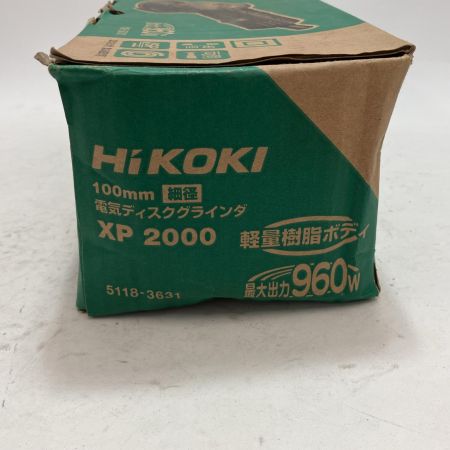 HiKOKI
100mm 細径
電気ディスクグラインダ
XP 2000
軽量樹脂ボディ
最大出力960W
5118-3631